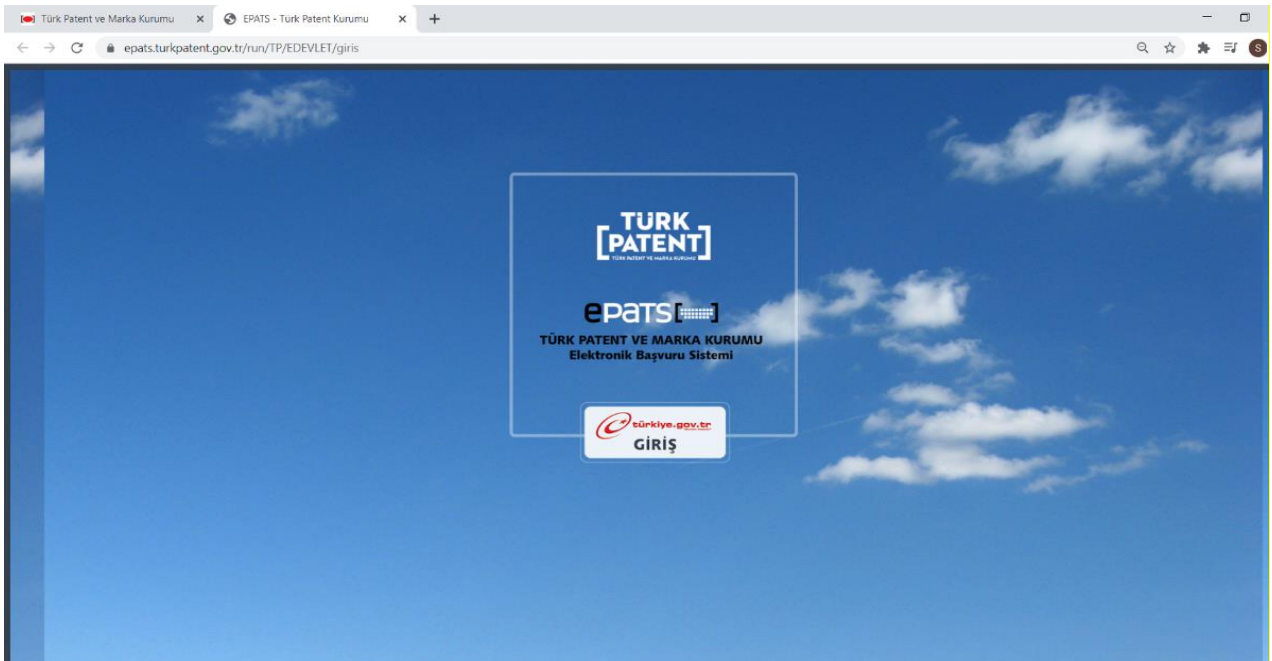 Türk Patent ve Marka Kurumu
EPATS - Türk Patent Kurumu
epats.turkpatent.gov.tr/run/TP/EDEVLET/giris
S
TÜRK
PATENT
TÜRK PATENT VE MARKA KURUMU
epats
TÜRK PATENT VE MARKA KURUMU
Elektronik Başvuru Sistemi
türkiye.gov.tr
GİRİŞ